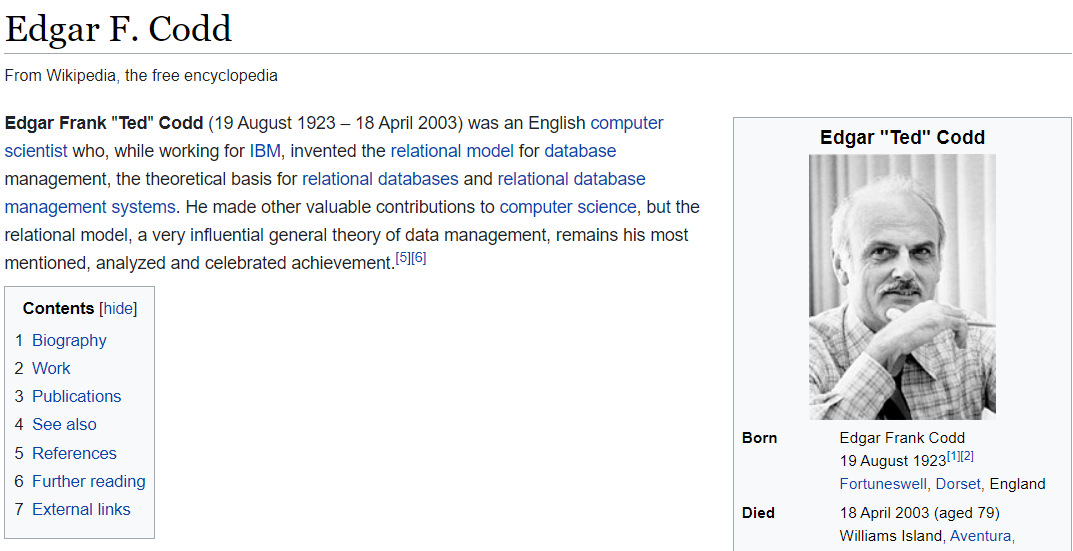 Edgar F. Codd
From Wikipedia, the free encyclopedia
Edgar Frank "Ted" Codd (19 August 1923 – 18 April 2003) was an English computer
scientist who, while working for IBM, invented the relational model for database
management, the theoretical basis for relational databases and relational database
management systems. He made other valuable contributions to computer science, but the
relational model, a very influential general theory of data management, remains his most
mentioned, analyzed and celebrated achievement.[5][6]
Contents [hide]
1 Biography
2 Work
3 Publications
4 See also
5 References
6 Further reading
7 External links
Edgar "Ted" Codd
Born Edgar Frank Codd
19 August 1923[1][2]
Fortuneswell, Dorset, England
Died 18 April 2003 (aged 79)
Williams Island, Aventura,